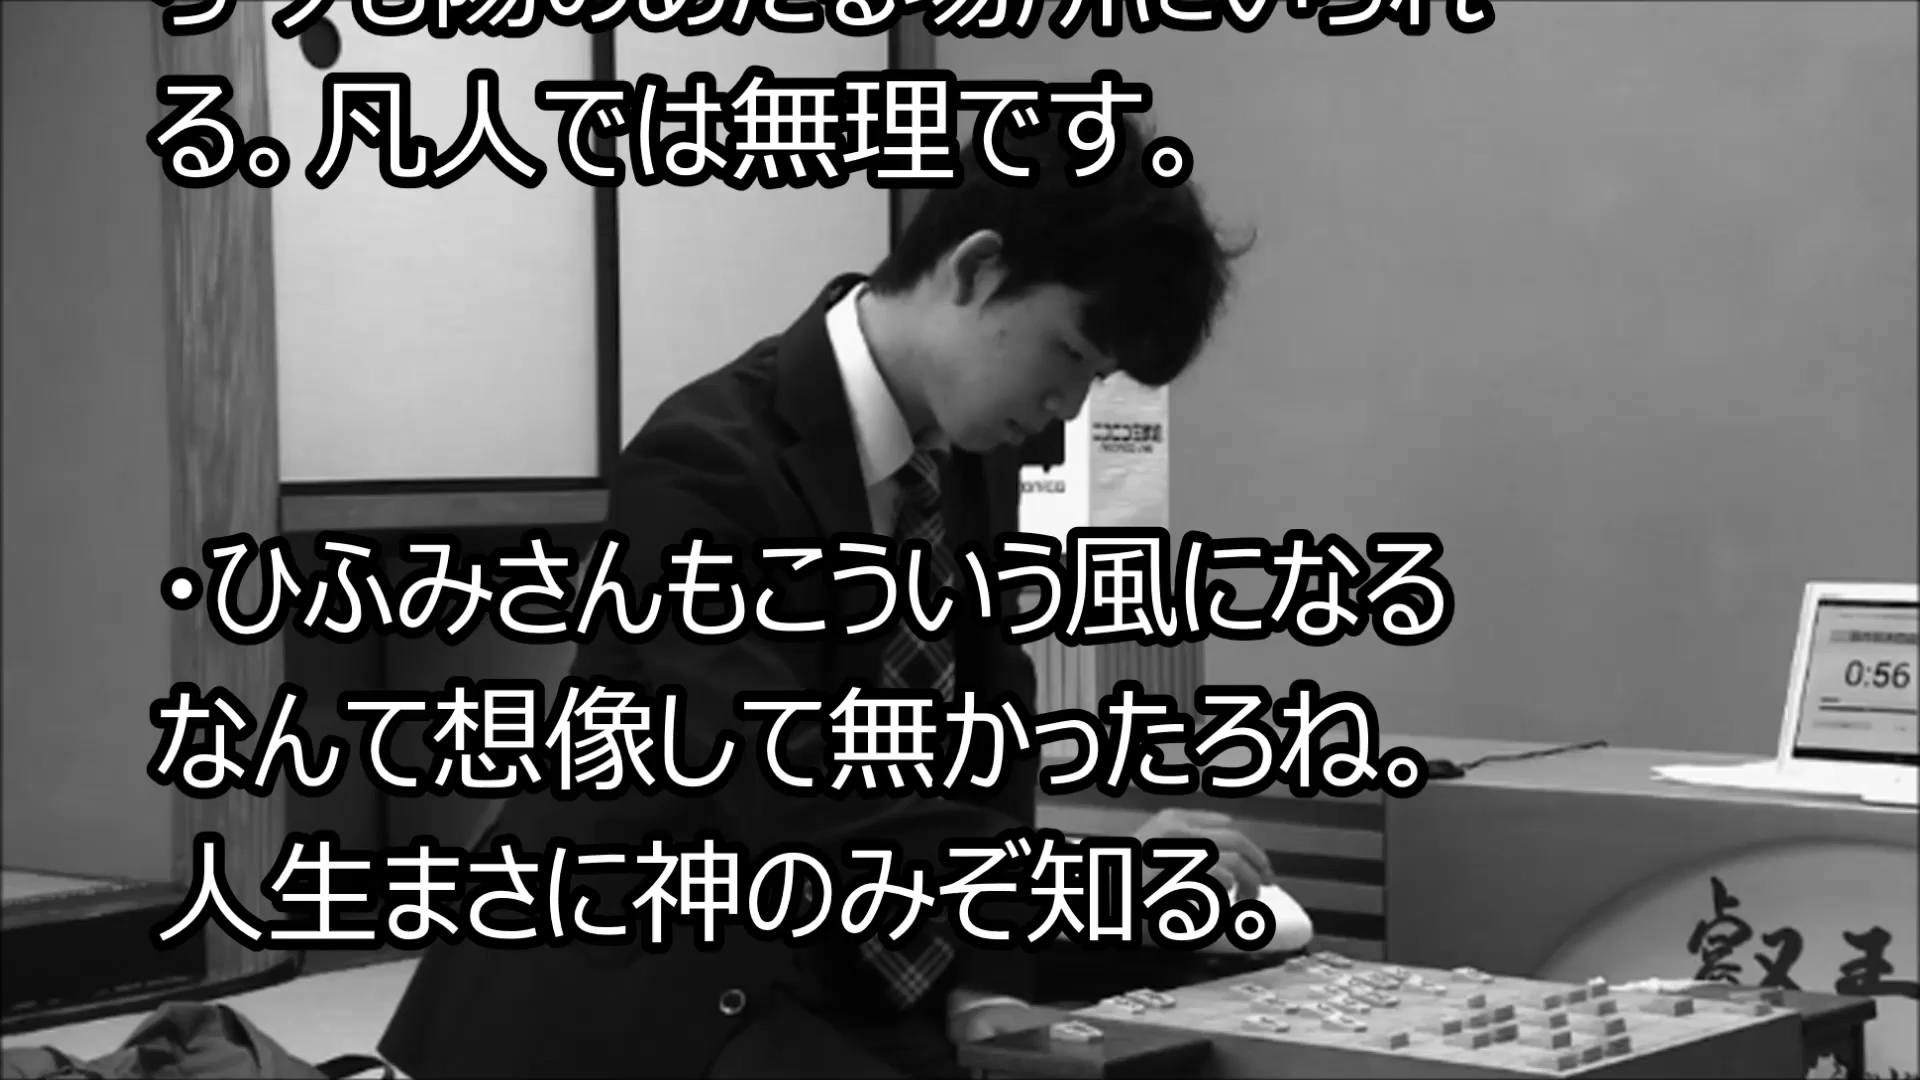 る。凡人では無理です。
・ひふみさんもこういう風になる
なんて想像して無かったろね。
人生まさに神のみぞ知る。
0:56
叡王